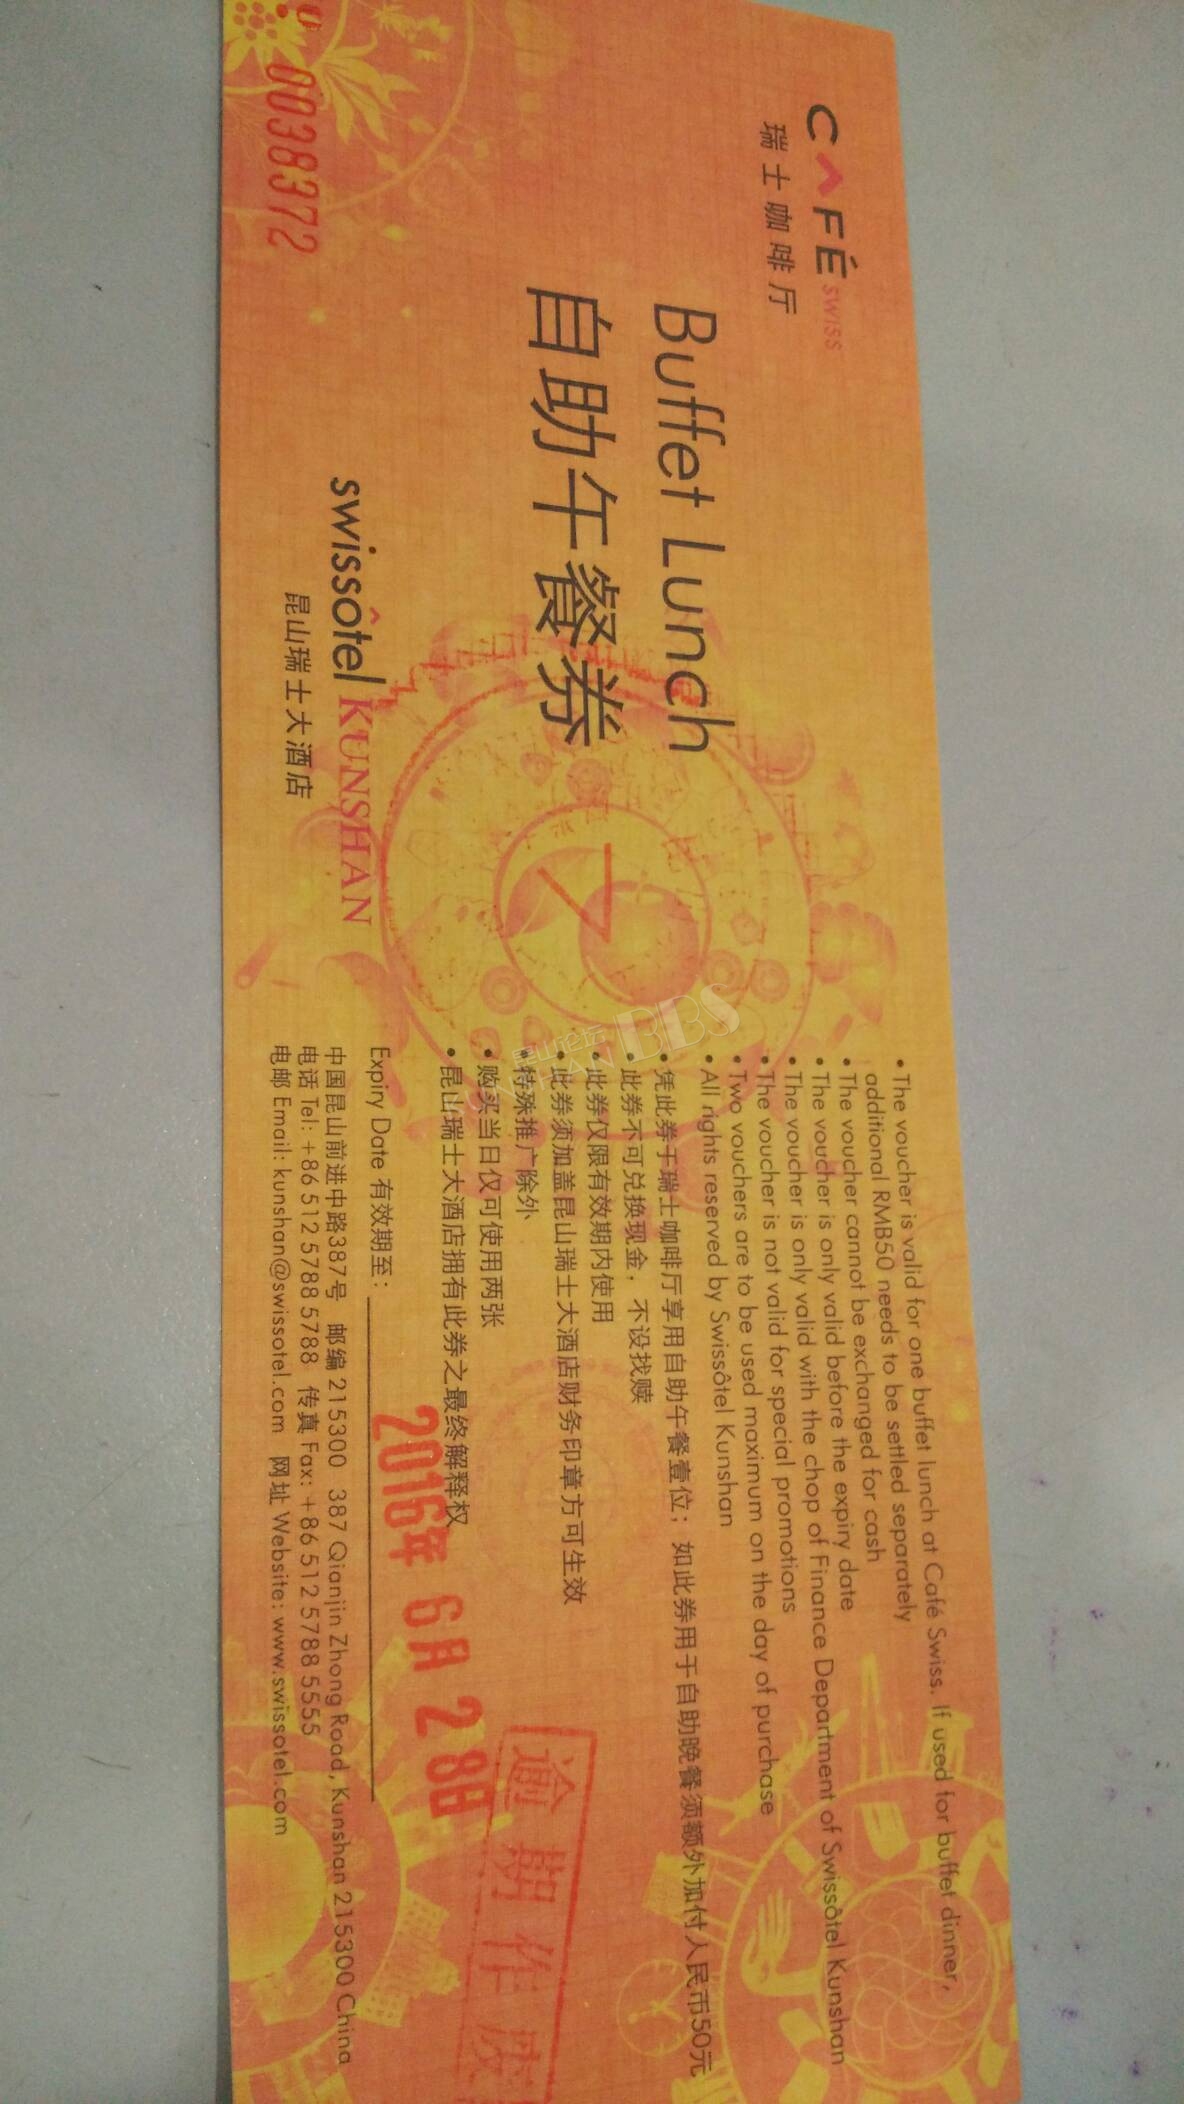 CAFÉ SWISS
瑞士咖啡厅
Buffet Lunch
自助午餐券
swissôtel KUNSHAN
昆山瑞士大酒店
0038372
• The voucher is valid for one buffet lunch at Café Swiss. If used for buffet dinner,
additional RMB50 needs to be settled separately
• The voucher cannot be exchanged for cash
• The voucher is only valid before the expiry date
• The voucher is only valid with the chop of Finance Department of Swissôtel Kunshan
• The voucher is not valid for special promotions
• Two vouchers are to be used maximum on the day of purchase
• All rights reserved by Swissôtel Kunshan
• 凭此券于瑞士咖啡厅享用自助午餐壹位；如此券用于自助晚餐须额外加付人民币50元
• 此券不可兑换现金，不设找赎
• 此券仅限有效期内使用
• 此券须加盖昆山瑞士大酒店财务印章方可生效
• 特殊推广除外
• 购买当日仅可使用两张
• 昆山瑞士大酒店拥有此券之最终解释权
Expiry Date 有效期至：
2016年 6月 28日
逾期作废
中国昆山前进中路387号 邮编 215300 387 Qianjin Zhong Road, Kunshan 215300 China
电话 Tel: +86 512 5788 5788 传真 Fax: +86 512 5788 5555
电邮 Email: kunshan@swissotel.com 网址 Website: www.swissotel.com
昆山论坛
KUNSHAN BBS